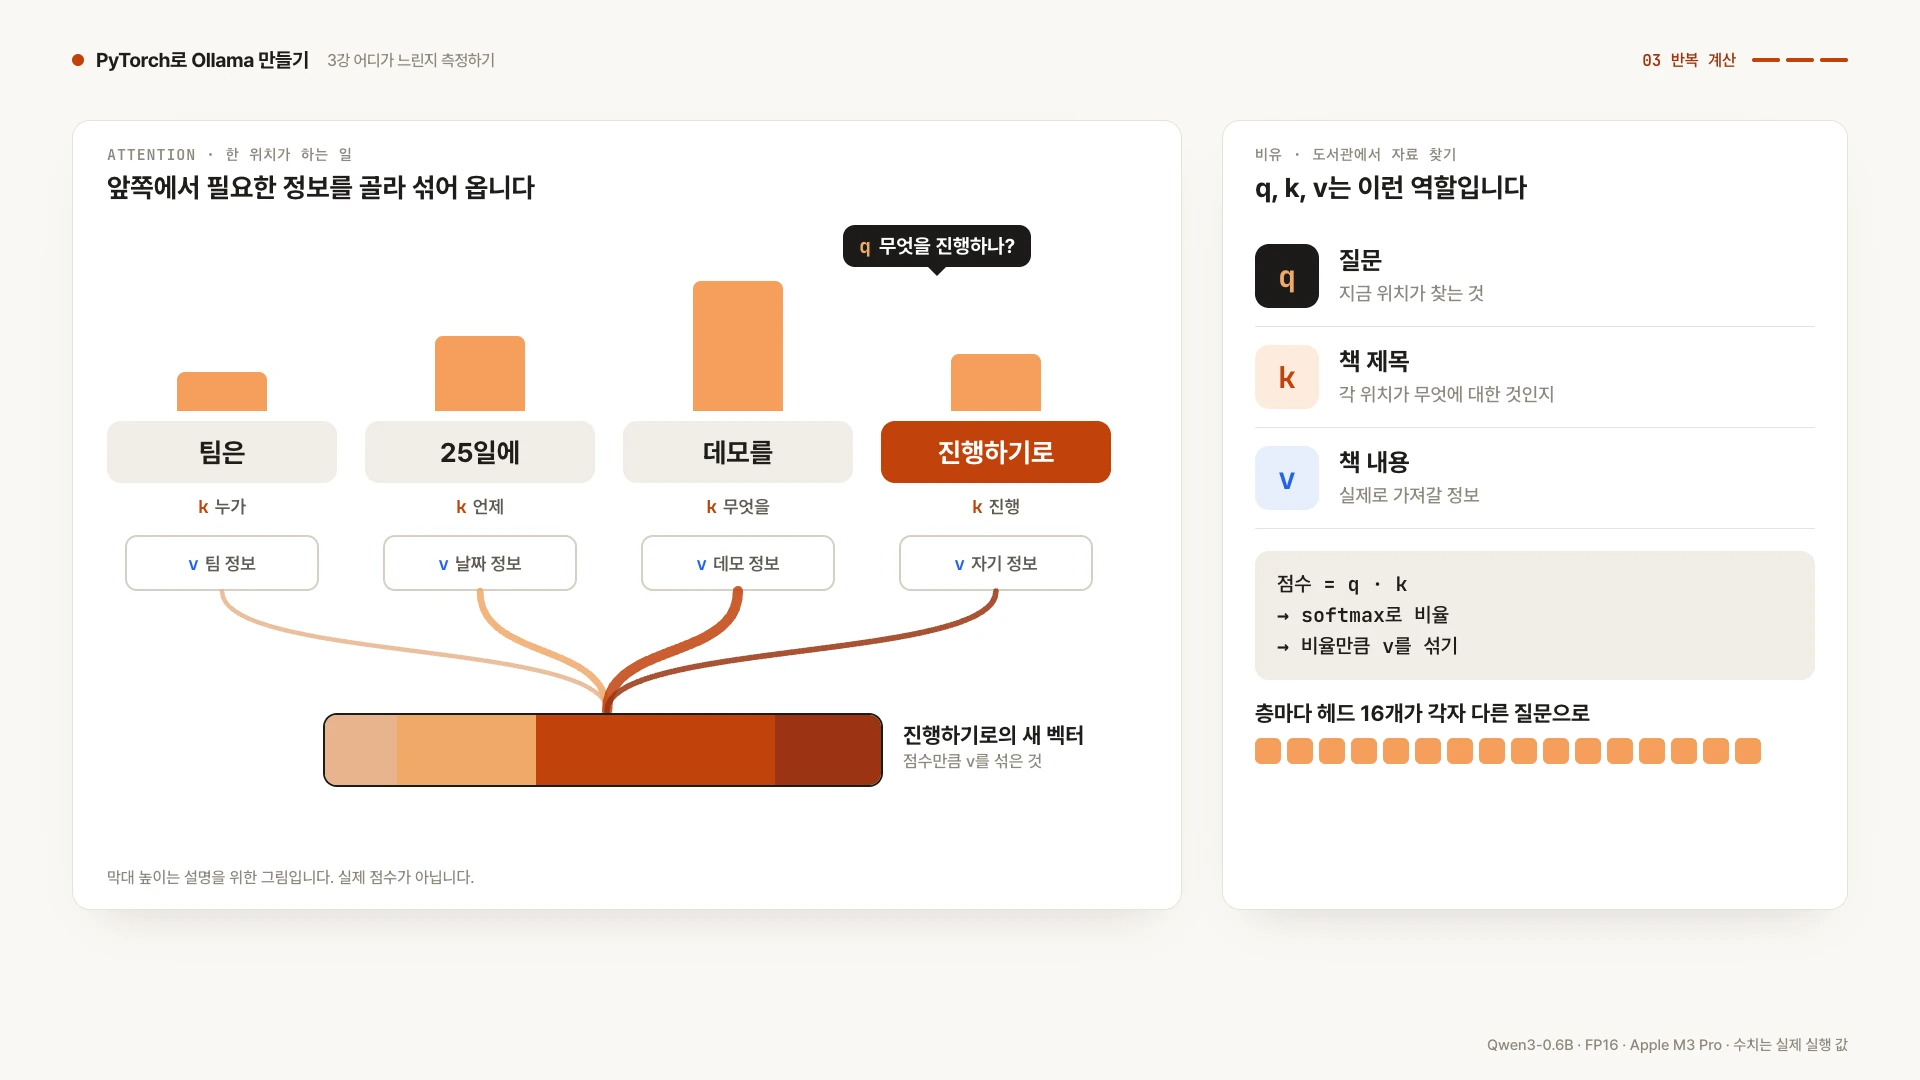 PyTorch로 Ollama 만들기 3강 어디가 느린지 측정하기
03 반복 계산
ATTENTION · 한 위치가 하는 일
앞쪽에서 필요한 정보를 골라 섞어 옵니다
q 무엇을 진행하나?
팀은 25일에 데모를 진행하기로
k 누가 k 언제 k 무엇을 k 진행
v 팀 정보 v 날짜 정보 v 데모 정보 v 자기 정보
진행하기로의 새 벡터
점수만큼 v를 섞은 것
막대 높이는 설명을 위한 그림입니다. 실제 점수가 아닙니다.
비유 · 도서관에서 자료 찾기
q, k, v는 이런 역할입니다
q 질문
지금 위치가 찾는 것
k 책 제목
각 위치가 무엇에 대한 것인지
v 책 내용
실제로 가져갈 정보
점수 = q · k
→ softmax로 비율
→ 비율만큼 v를 섞기
층마다 헤드 16개가 각자 다른 질문으로
Qwen3-0.6B · FP16 · Apple M3 Pro · 수치는 실제 실행 값